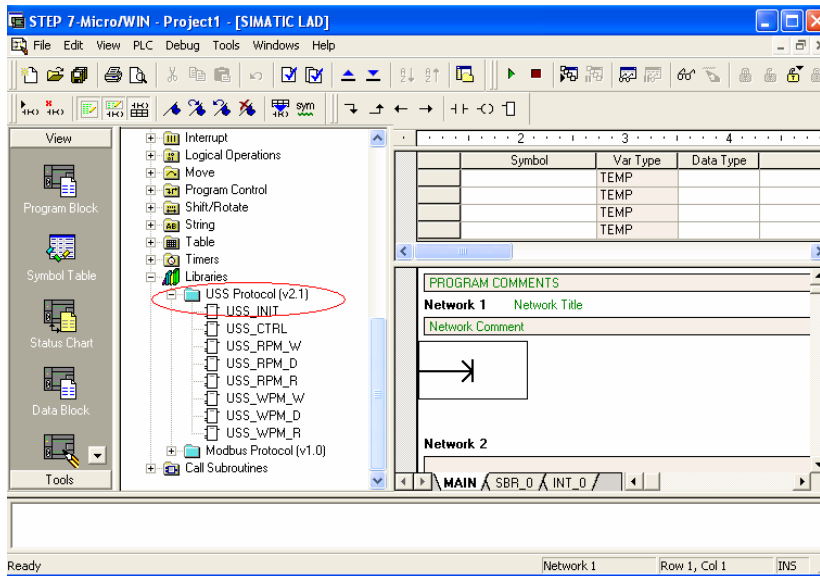 STEP 7-Micro/WIN - Project1 - [SIMATIC LAD]
File Edit View PLC Debug Tools Windows Help
sym
View
Program Block
Symbol Table
Status Chart
Data Block
Tools
Interrupt
Logical Operations
Move
Program Control
Shift/Rotate
String
Table
Timers
Libraries
USS Protocol (v2.1)
USS_INIT
USS_CTRL
USS_RPM_W
USS_RPM_D
USS_RPM_R
USS_WPM_W
USS_WPM_D
USS_WPM_R
Modbus Protocol (v1.0)
Call Subroutines
2 3 4
Symbol Var Type Data Type
TEMP
TEMP
TEMP
TEMP
PROGRAM COMMENTS
Network 1 Network Title
Network Comment
Network 2
MAIN SBR_0 INT_0
Ready Network 1 Row 1, Col 1 INS